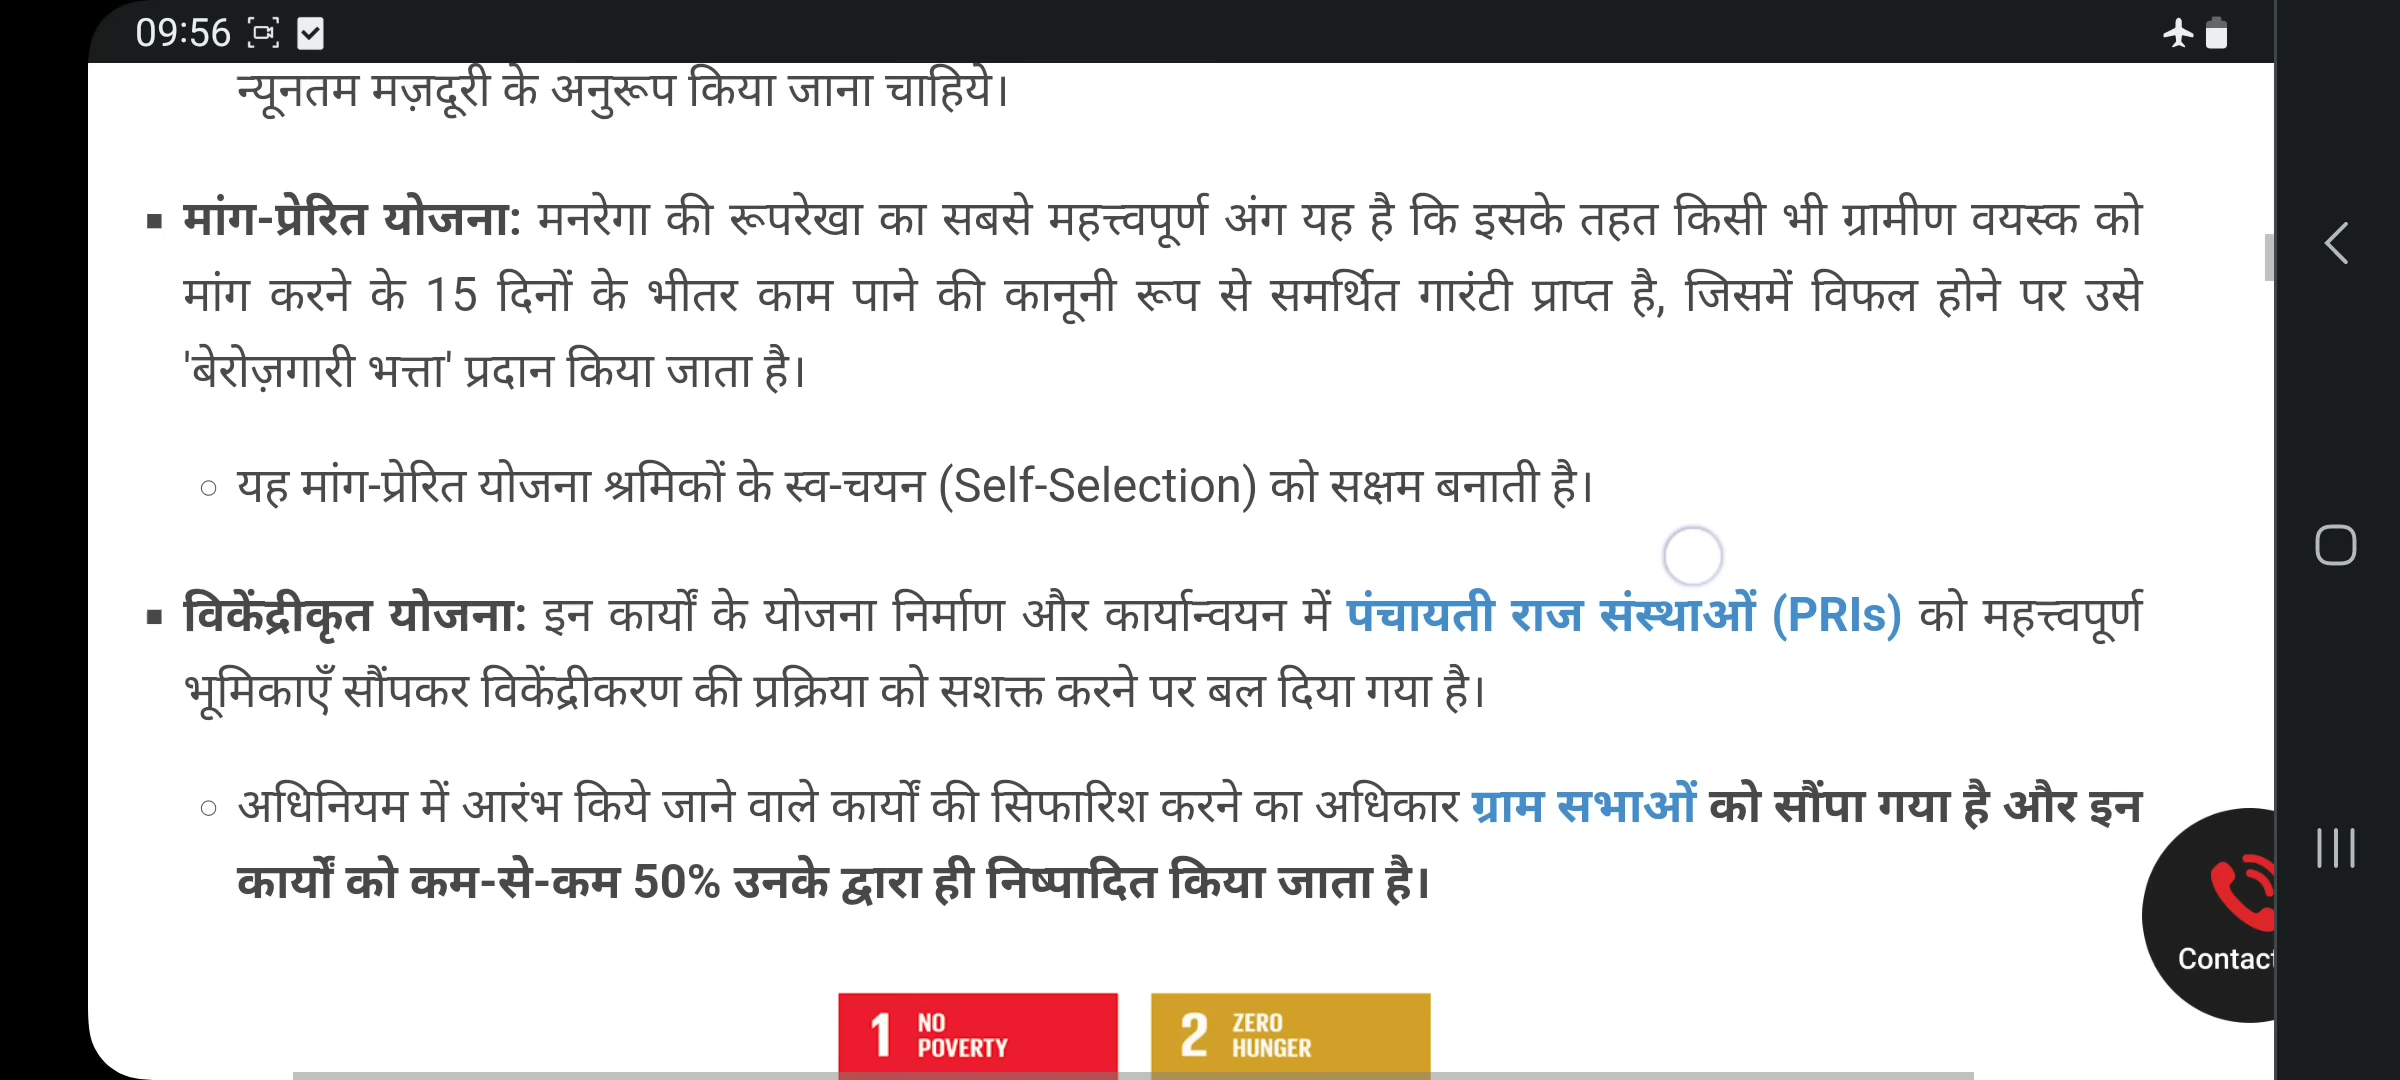 09:56
न्यूनतम मज़दूरी के अनुरूप किया जाना चाहिये।
मांग-प्रेरित योजना: मनरेगा की रूपरेखा का सबसे महत्त्वपूर्ण अंग यह है कि इसके तहत किसी भी ग्रामीण वयस्क को
मांग करने के 15 दिनों के भीतर काम पाने की कानूनी रूप से समर्थित गारंटी प्राप्त है, जिसमें विफल होने पर उसे
'बेरोज़गारी भत्ता' प्रदान किया जाता है।
यह मांग-प्रेरित योजना श्रमिकों के स्व-चयन (Self-Selection) को सक्षम बनाती है।
विकेंद्रीकृत योजना: इन कार्यों के योजना निर्माण और कार्यान्वयन में पंचायती राज संस्थाओं (PRIs) को महत्त्वपूर्ण
भूमिकाएँ सौंपकर विकेंद्रीकरण की प्रक्रिया को सशक्त करने पर बल दिया गया है।
अधिनियम में आरंभ किये जाने वाले कार्यों की सिफारिश करने का अधिकार ग्राम सभाओं को सौंपा गया है और इन
कार्यों को कम-से-कम 50% उनके द्वारा ही निष्पादित किया जाता है।
Contact
1 NO
POVERTY
2 ZERO
HUNGER